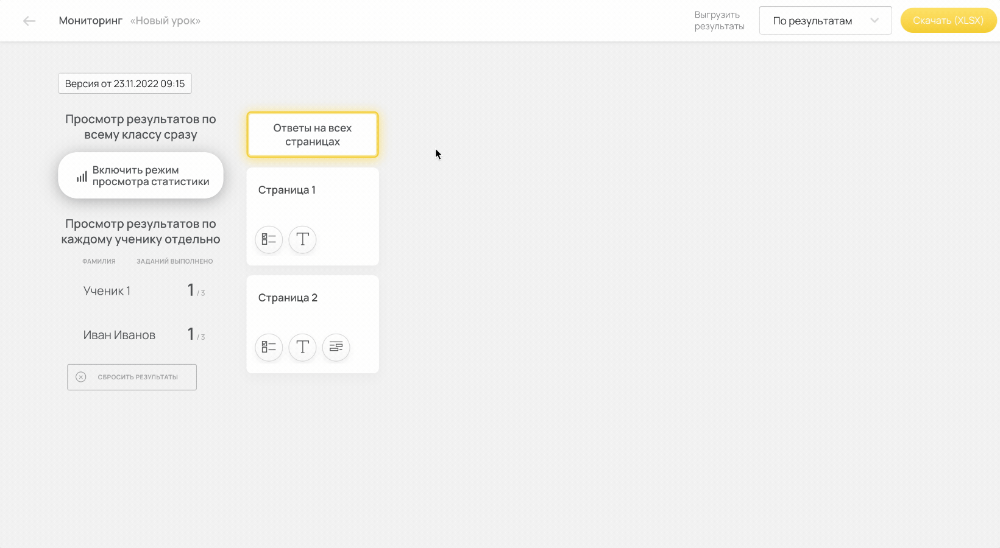 Мониторинг «Новый урок»
Выгрузить
результаты
По результатам
Скачать (XLSX)
Версия от 23.11.2022 09:15
Просмотр результатов по
всему классу сразу
Включить режим
просмотра статистики
Просмотр результатов по
каждому ученику отдельно
ФАМИЛИЯ ЗАДАНИЙ ВЫПОЛНЕНО
Ученик 1 1 / 3
Иван Иванов 1 / 3
СБРОСИТЬ РЕЗУЛЬТАТЫ
Ответы на всех
страницах
Страница 1
T
Страница 2
T